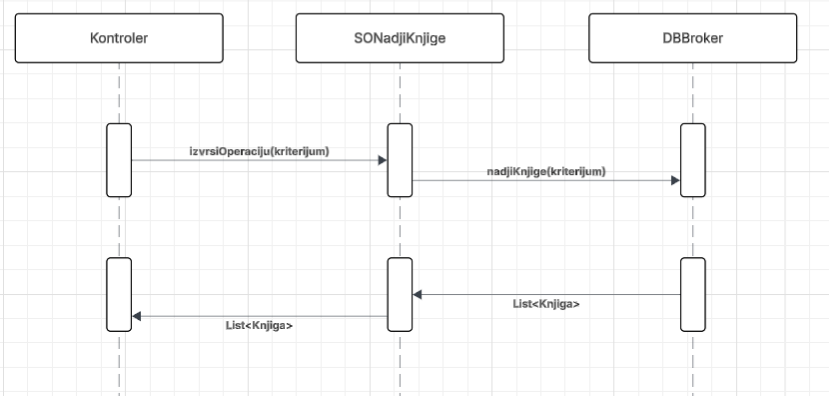 Kontroler
SONadjiKnjige
DBBroker
izvrsiOperaciju(kriterijum)
nadjiKnjige(kriterijum)
List<Knjiga>
List<Knjiga>